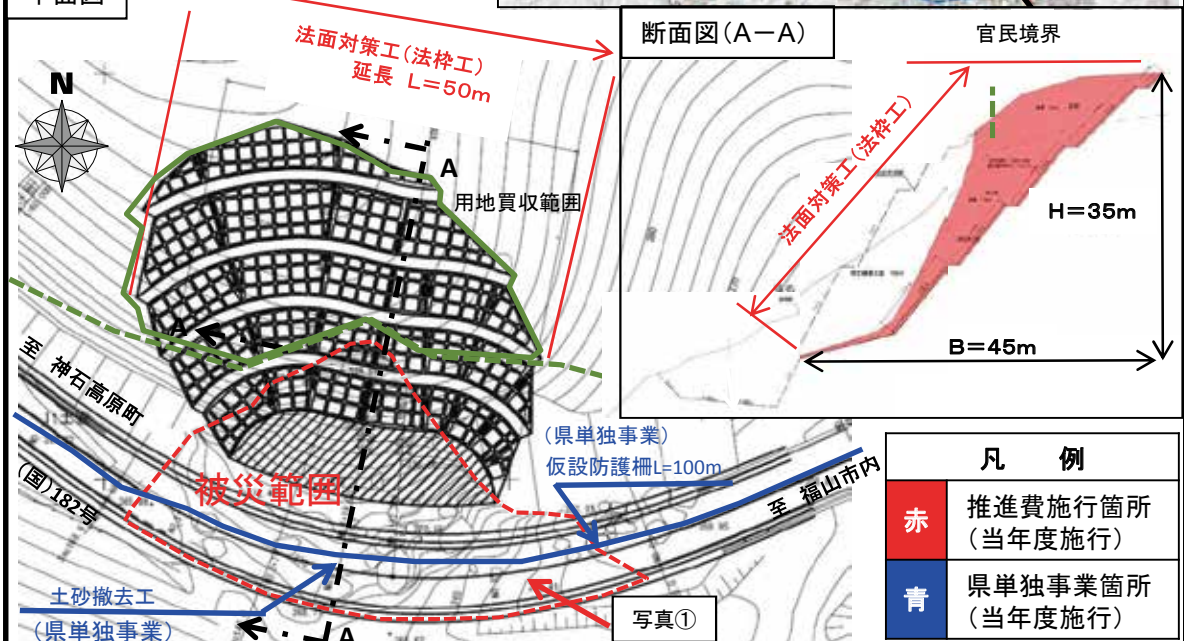 平面図
法面対策工(法枠工)
延長 L=50m
N
A
用地買収範囲
A
至 神石高原町
(国)182号
被災範囲
(県単独事業)
仮設防護柵L=100m
至 福山市内
土砂撤去工
(県単独事業)
A
写真①
断面図(A-A)
官民境界
法面対策工(法枠工)
H=35m
B=45m
凡 例
赤
推進費施行箇所
(当年度施行)
青
県単独事業箇所
(当年度施行)